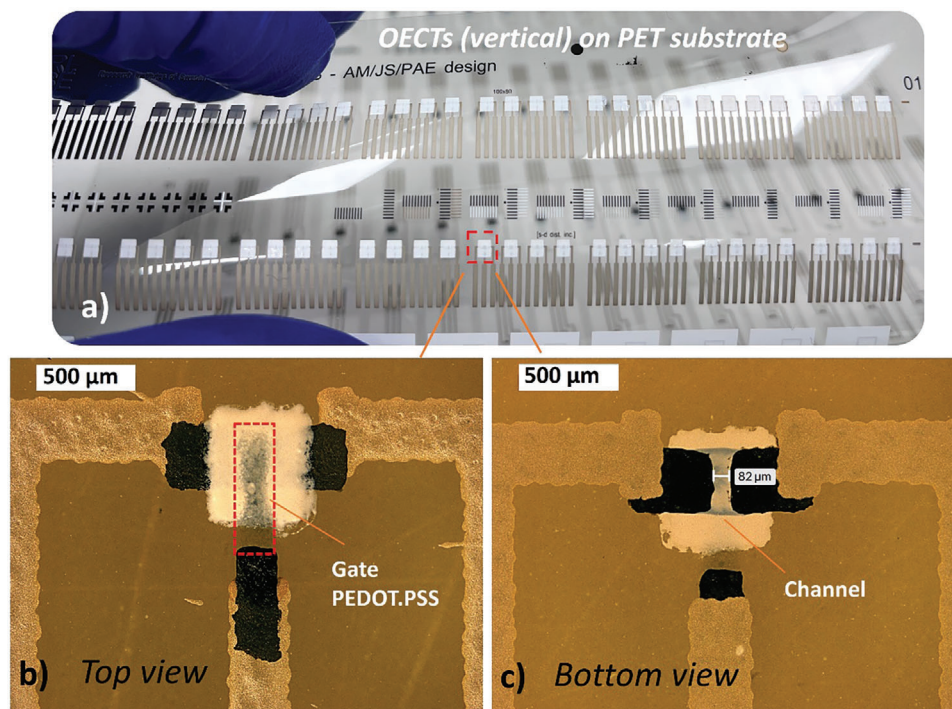 OECTs (vertical) on PET substrate
- AM/JS/PAE design
01
100x80
a)
500 µm
500 µm
82 µm
Gate
PEDOT.PSS
Channel
b) Top view
c) Bottom view